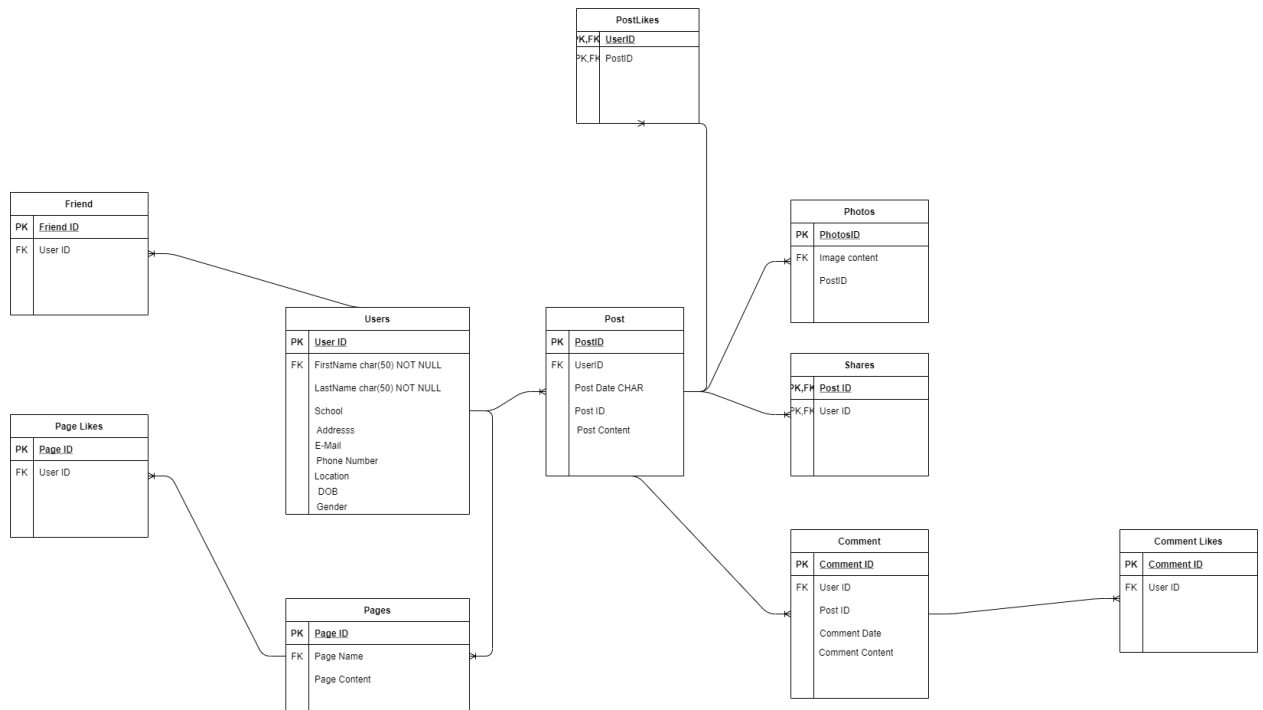 PostLikes
PK,FK UserID
PK,FK PostID
Friend
PK Friend ID
FK User ID
Photos
PK PhotosID
FK Image content
PostID
Users
PK User ID
FK FirstName char(50) NOT NULL
LastName char(50) NOT NULL
School
Addresss
E-Mail
Phone Number
Location
DOB
Gender
Post
PK PostID
FK UserID
Post Date CHAR
Post ID
Post Content
Shares
PK,FK Post ID
PK,FK User ID
Page Likes
PK Page ID
FK User ID
Comment
PK Comment ID
FK User ID
Post ID
Comment Date
Comment Content
Comment Likes
PK Comment ID
FK User ID
Pages
PK Page ID
FK Page Name
Page Content